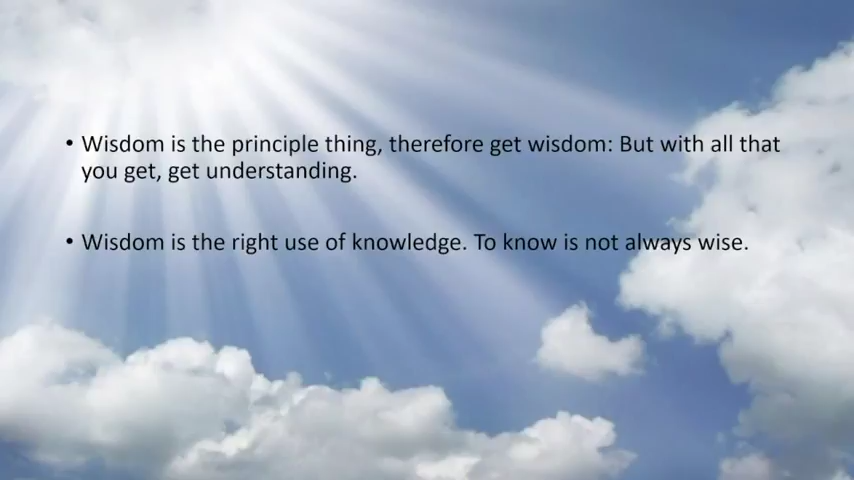 • Wisdom is the principle thing, therefore get wisdom: But with all that
you get, get understanding.
• Wisdom is the right use of knowledge. To know is not always wise.